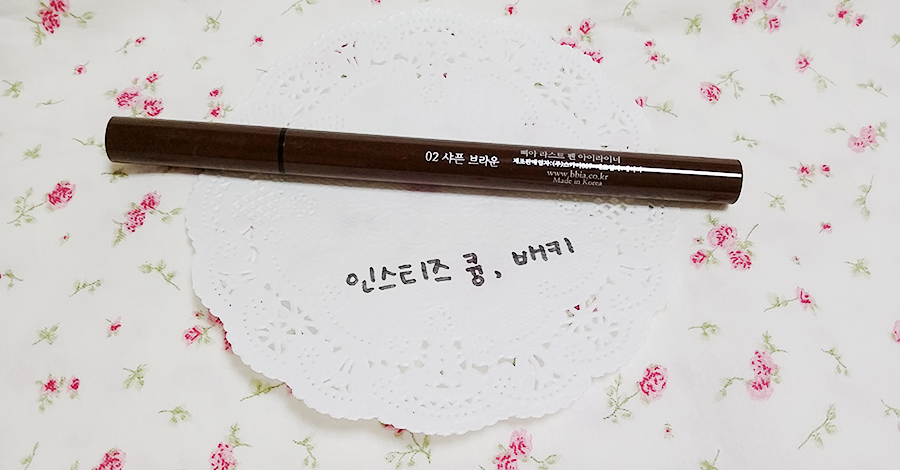 02 샤픈 브라운
삐아 라스트 펜 아이라이너
www.bbia.co.kr
Made in Korea
인스티즈 쿵, 배키